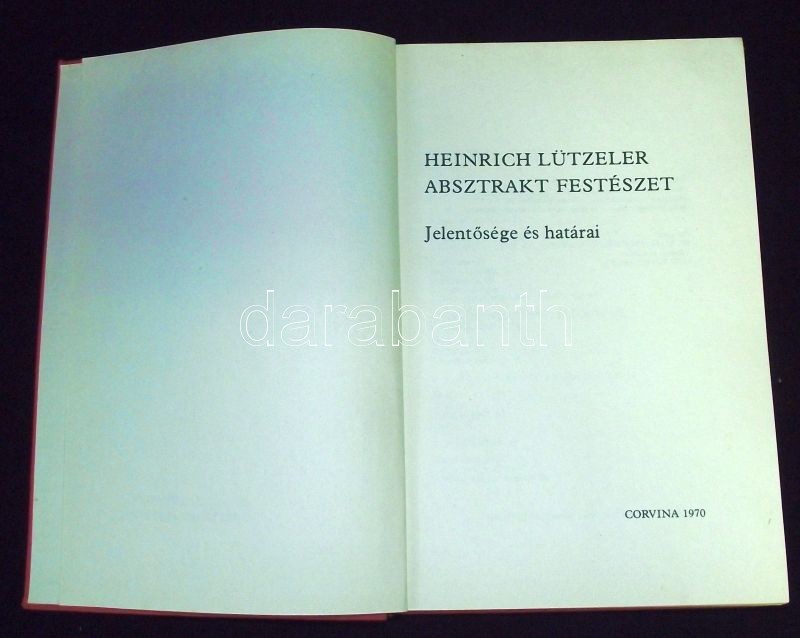 HEINRICH LÜTZELER
ABSZTRAKT FESTÉSZET
Jelentősége és határai
darabanth
CORVINA 1970